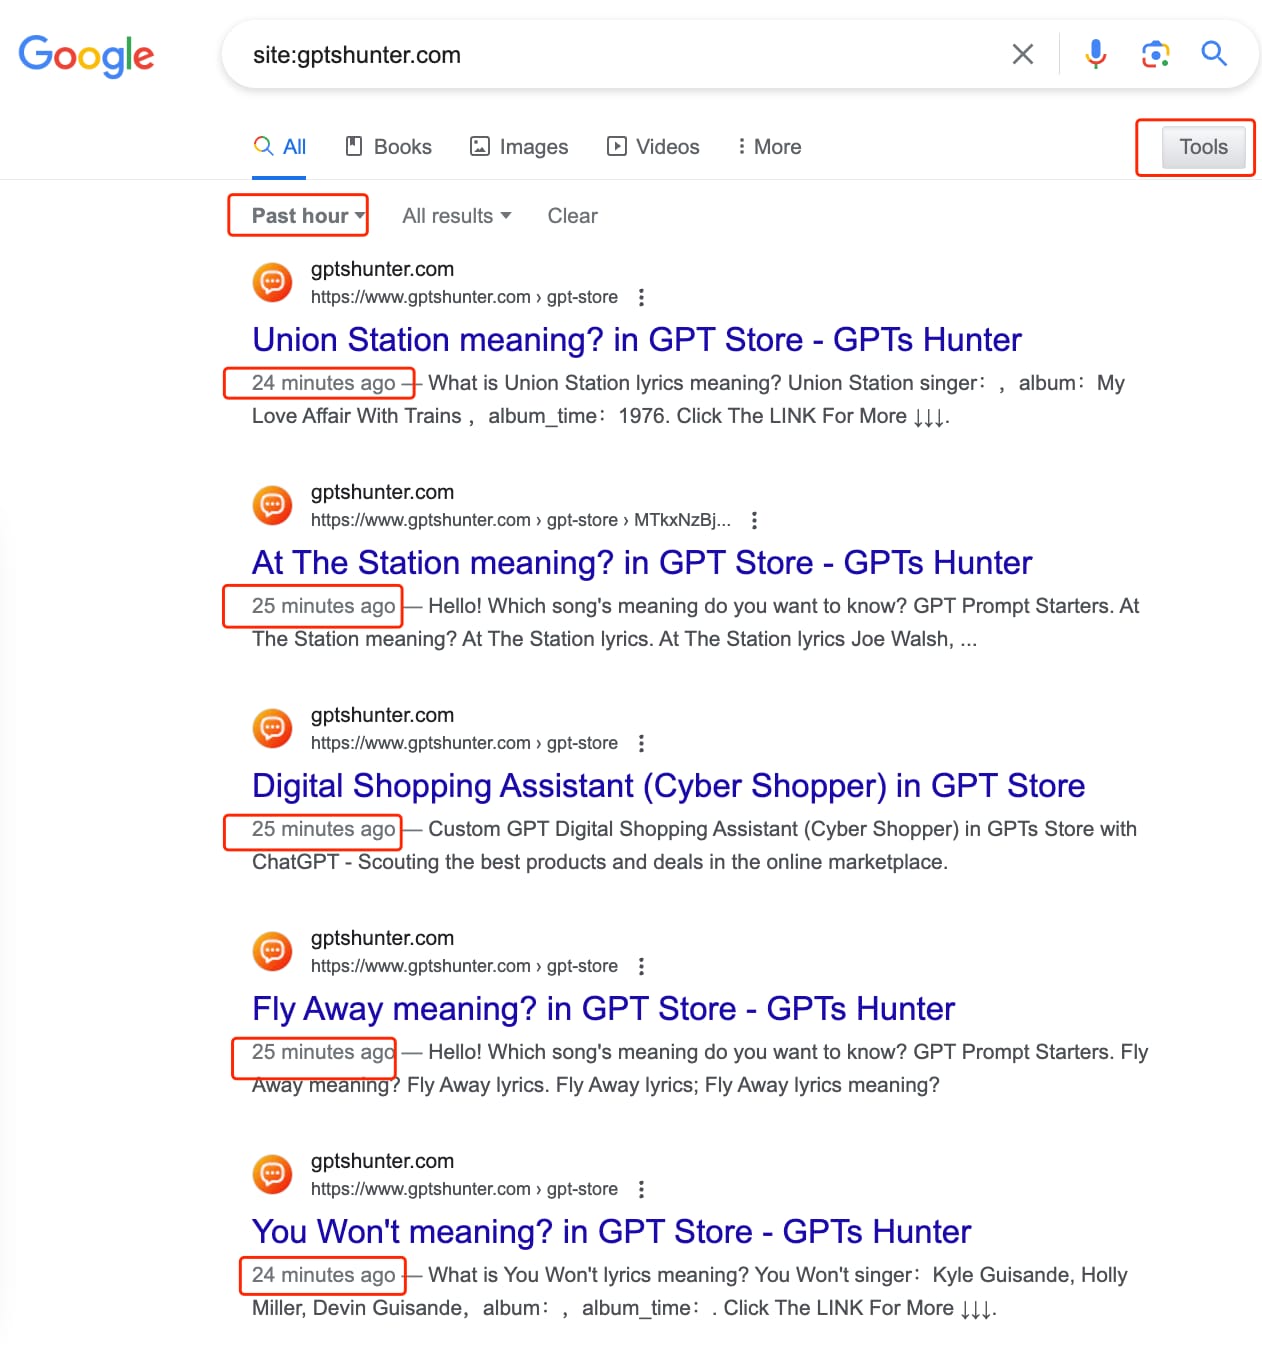 Google
site:gptshunter.com
All Books Images Videos More Tools
Past hour All results Clear
gptshunter.com
https://www.gptshunter.com › gpt-store
Union Station meaning? in GPT Store - GPTs Hunter
24 minutes ago — What is Union Station lyrics meaning? Union Station singer：，album：My
Love Affair With Trains，album_time：1976. Click The LINK For More ↓↓↓.
gptshunter.com
https://www.gptshunter.com › gpt-store › MTkxNzBj...
At The Station meaning? in GPT Store - GPTs Hunter
25 minutes ago — Hello! Which song's meaning do you want to know? GPT Prompt Starters. At
The Station meaning? At The Station lyrics. At The Station lyrics Joe Walsh, ...
gptshunter.com
https://www.gptshunter.com › gpt-store
Digital Shopping Assistant (Cyber Shopper) in GPT Store
25 minutes ago — Custom GPT Digital Shopping Assistant (Cyber Shopper) in GPTs Store with
ChatGPT - Scouting the best products and deals in the online marketplace.
gptshunter.com
https://www.gptshunter.com › gpt-store
Fly Away meaning? in GPT Store - GPTs Hunter
25 minutes ago — Hello! Which song's meaning do you want to know? GPT Prompt Starters. Fly
Away meaning? Fly Away lyrics. Fly Away lyrics; Fly Away lyrics meaning?
gptshunter.com
https://www.gptshunter.com › gpt-store
You Won't meaning? in GPT Store - GPTs Hunter
24 minutes ago — What is You Won't lyrics meaning? You Won't singer：Kyle Guisande, Holly
Miller, Devin Guisande，album：，album_time：. Click The LINK For More ↓↓↓.